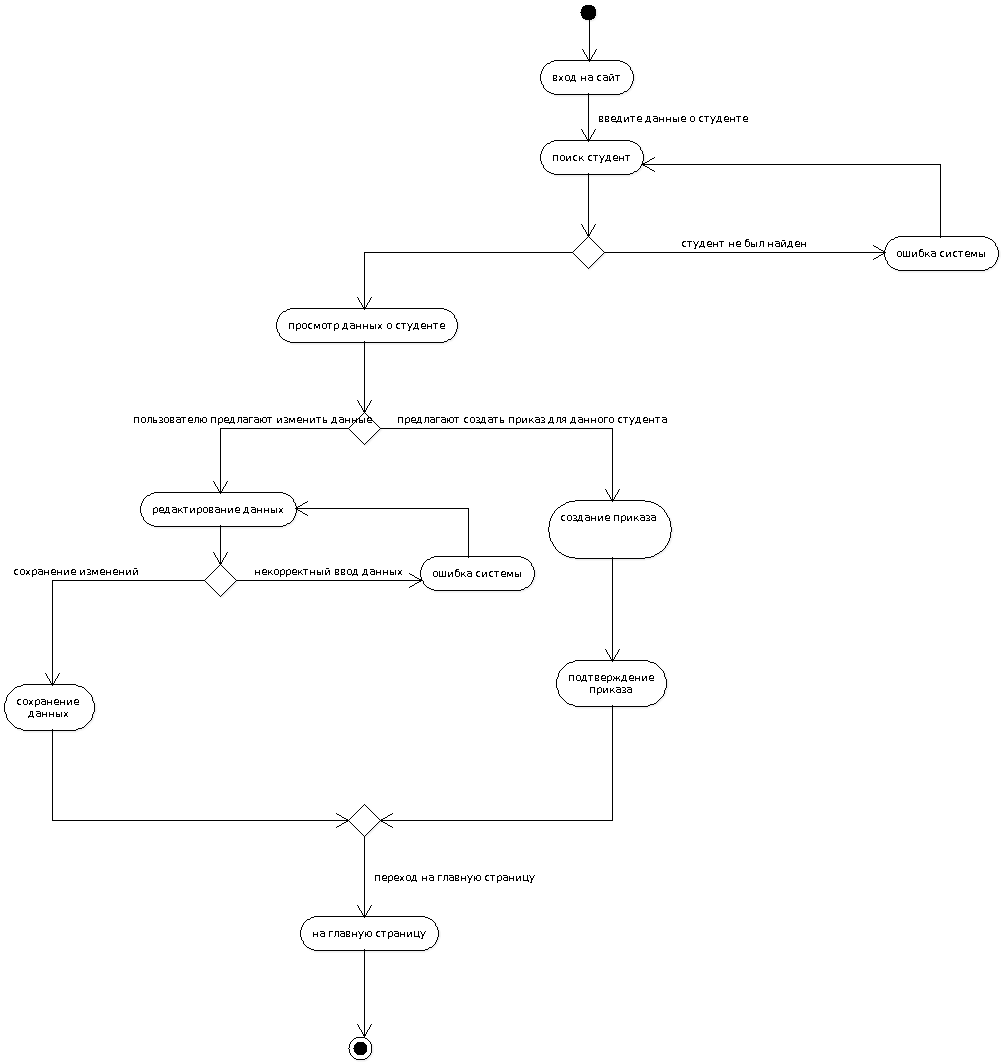 вход на сайт
введите данные о студенте
поиск студент
студент не был найден
ошибка системы
просмотр данных о студенте
пользователю предлагают изменить данные
предлагают создать приказ для данного студента
редактирование данных
создание приказа
сохранение изменений
некорректный ввод данных
ошибка системы
сохранение
данных
подтверждение
приказа
переход на главную страницу
на главную страницу